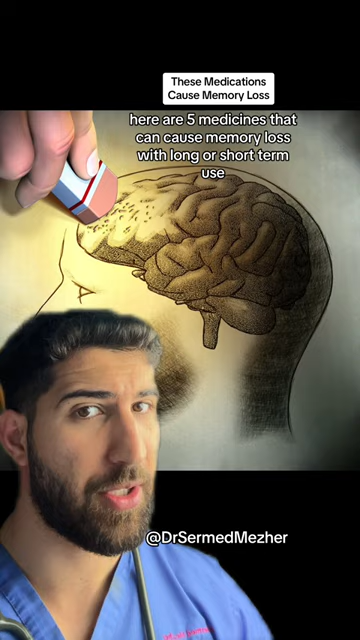 These Medications
Cause Memory Loss
here are 5 medicines that
can cause memory loss
with long or short term
use
@DrSermedMezher